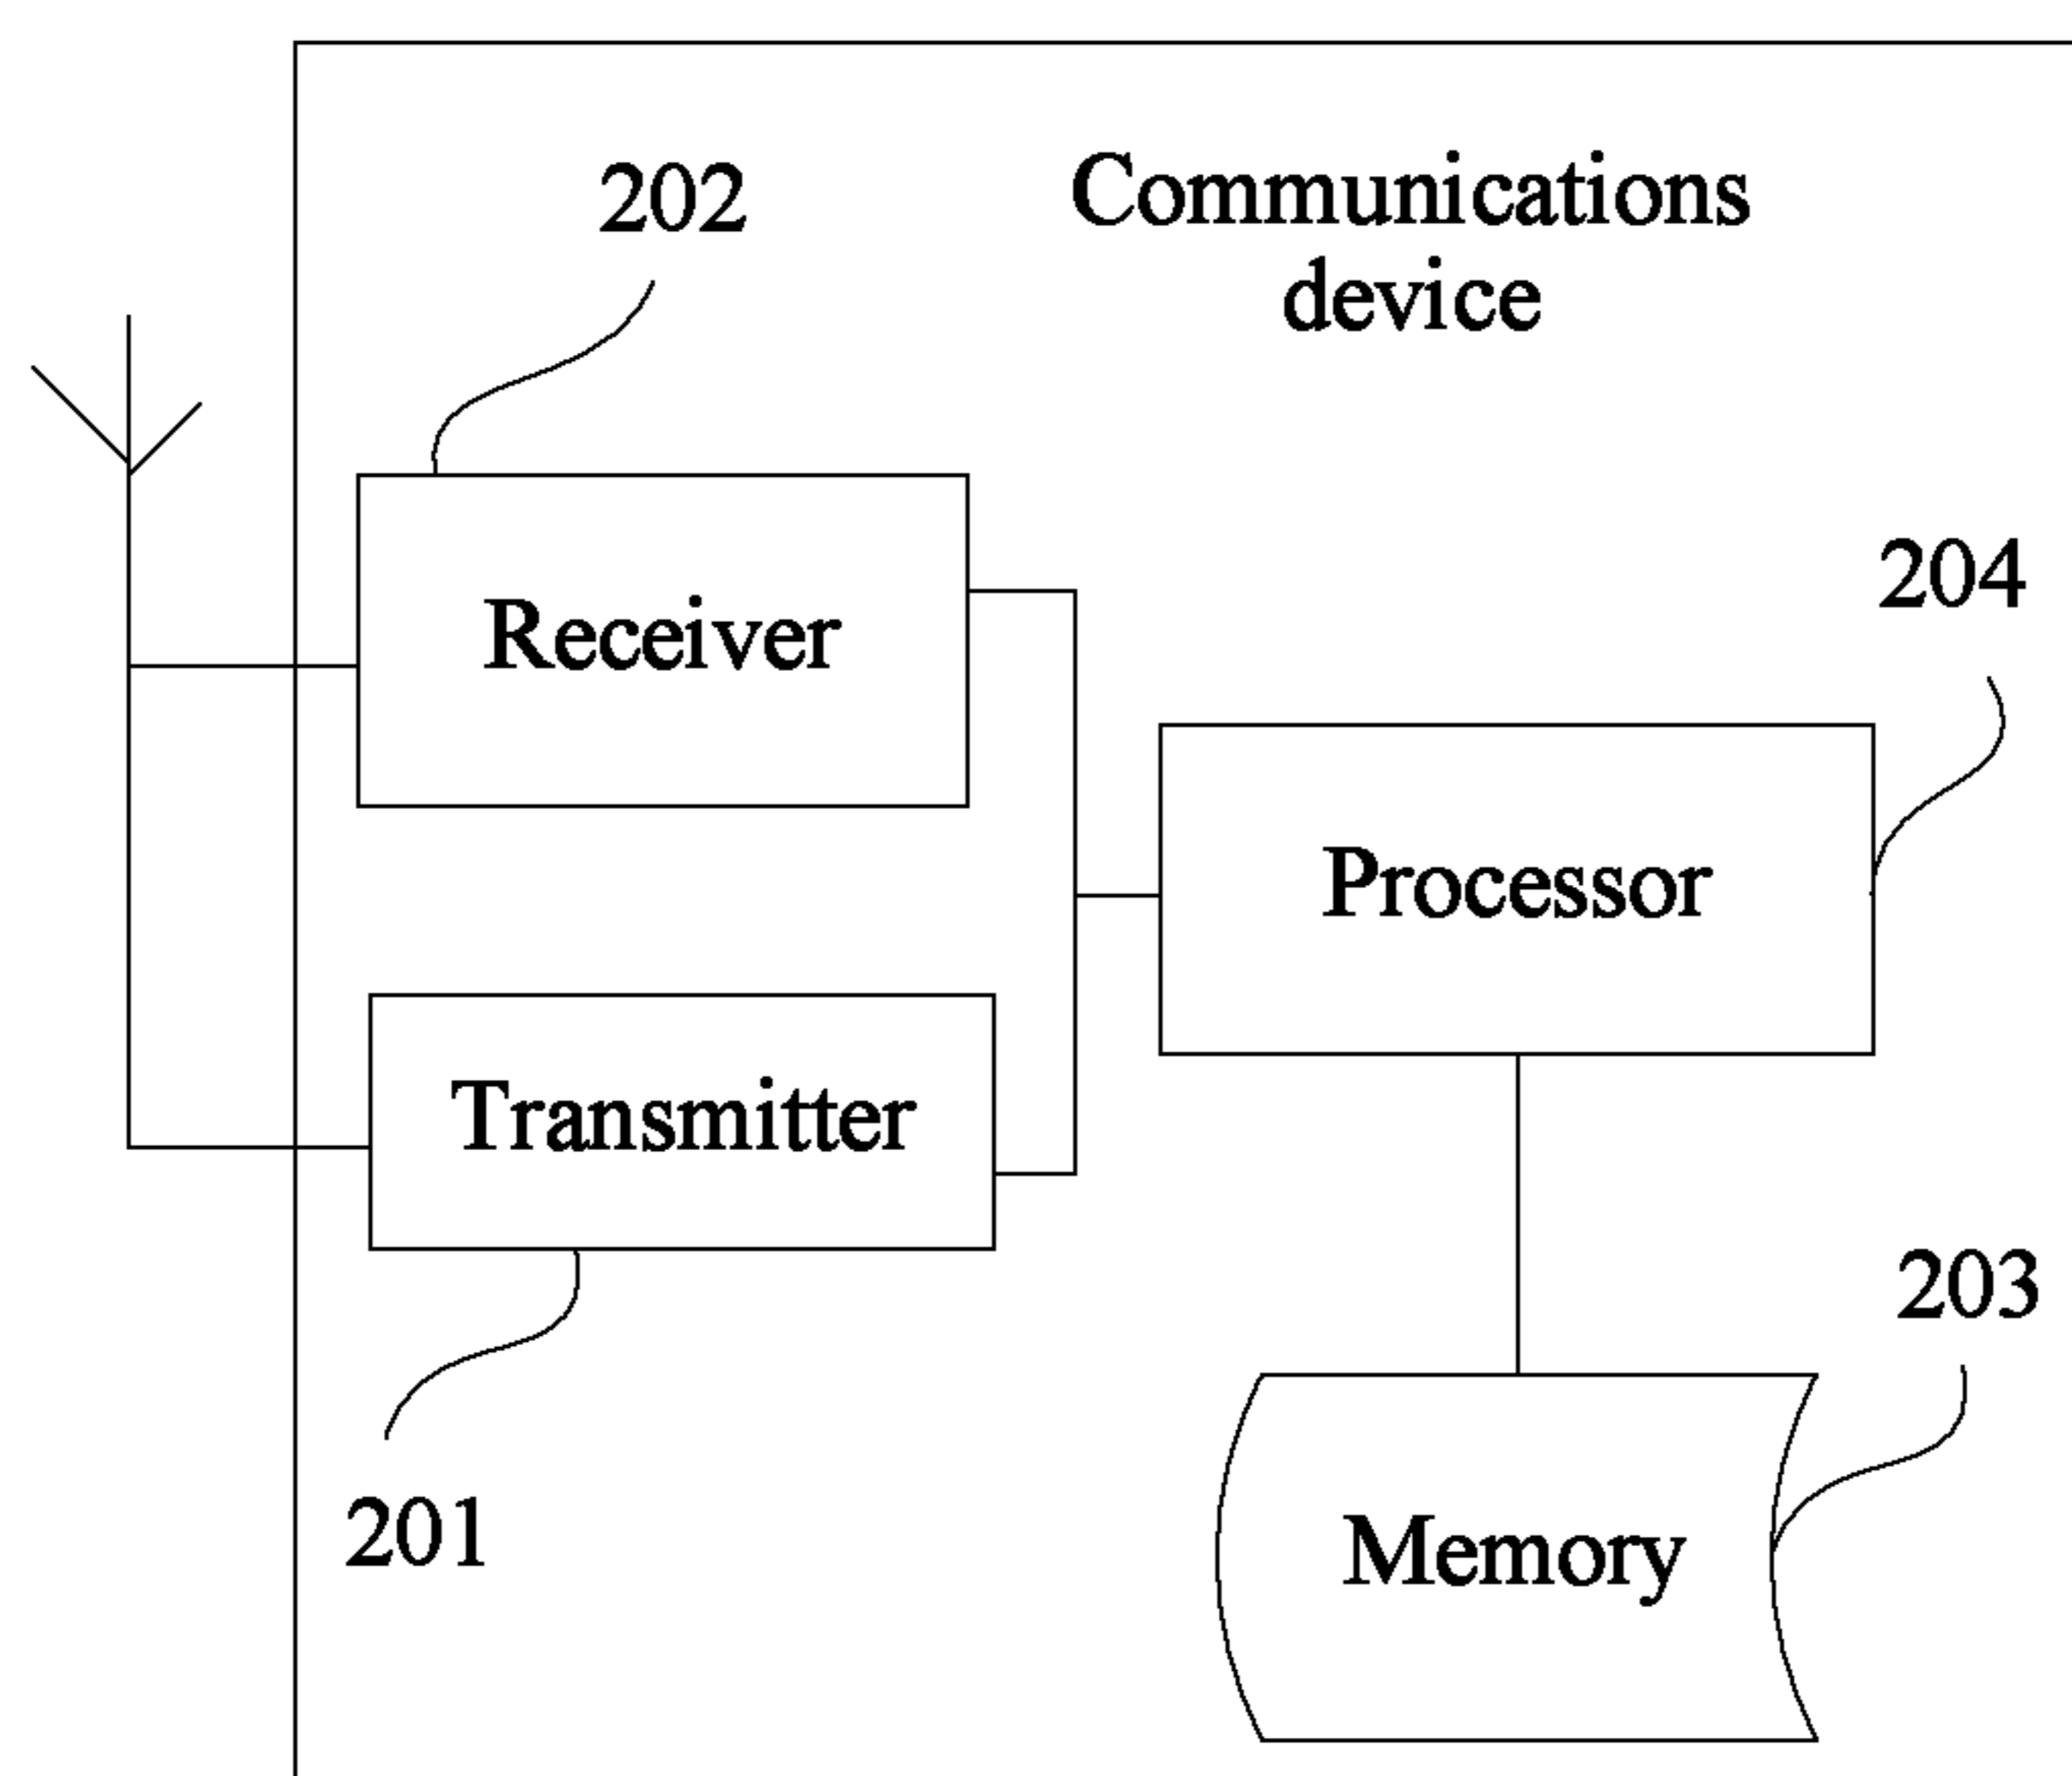 202
Communications
device
Receiver
204
Processor
Transmitter
203
201
Memory